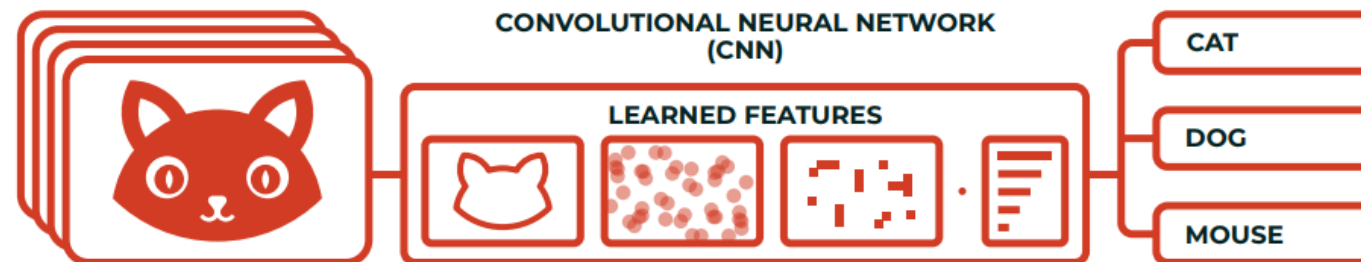 CONVOLUTIONAL NEURAL NETWORK
(CNN)
LEARNED FEATURES
CAT
DOG
MOUSE